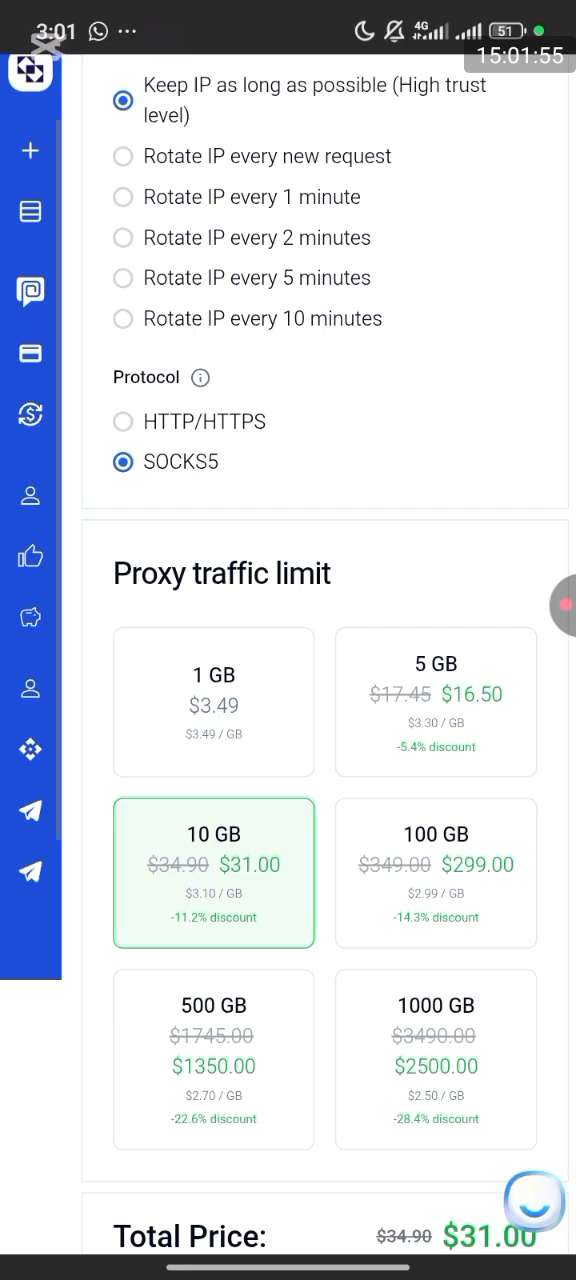 3:01 ... 4G 51
15:01:55
Keep IP as long as possible (High trust
level)
Rotate IP every new request
Rotate IP every 1 minute
Rotate IP every 2 minutes
Rotate IP every 5 minutes
Rotate IP every 10 minutes
Protocol
HTTP/HTTPS
SOCKS5
Proxy traffic limit
1 GB
$3.49
$3.49 / GB
5 GB
$17.45 $16.50
$3.30 / GB
-5.4% discount
10 GB
$34.90 $31.00
$3.10 / GB
-11.2% discount
100 GB
$349.00 $299.00
$2.99 / GB
-14.3% discount
500 GB
$1745.00
$1350.00
$2.70 / GB
-22.6% discount
1000 GB
$3490.00
$2500.00
$2.50 / GB
-28.4% discount
Total Price: $34.90 $31.00